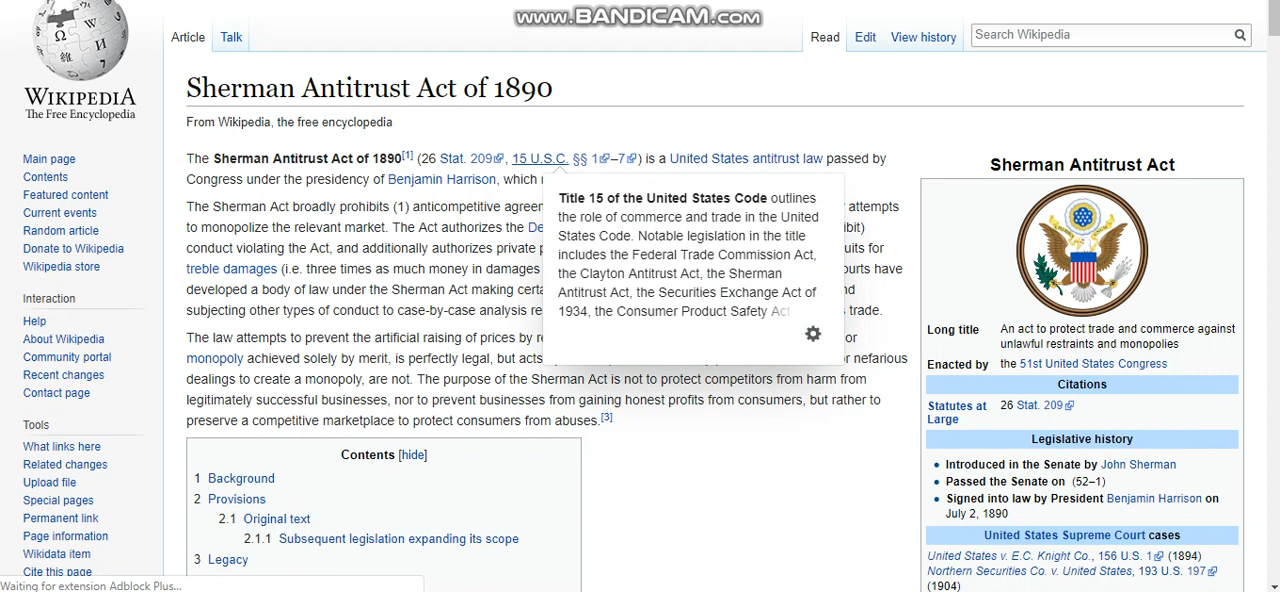 www.BANDICAM.com
WIKIPEDIA
The Free Encyclopedia
Main page
Contents
Featured content
Current events
Random article
Donate to Wikipedia
Wikipedia store
Interaction
Help
About Wikipedia
Community portal
Recent changes
Contact page
Tools
What links here
Related changes
Upload file
Special pages
Permanent link
Page information
Wikidata item
Cite this page
Waiting for extension Adblock Plus...
Article Talk
Read Edit View history
Search Wikipedia
Sherman Antitrust Act of 1890
From Wikipedia, the free encyclopedia
The Sherman Antitrust Act of 1890[1] (26 Stat. 209, 15 U.S.C. §§ 1–7) is a United States antitrust law passed by
Congress under the presidency of Benjamin Harrison, which
The Sherman Act broadly prohibits (1) anticompetitive attempts
to monopolize the relevant market. The Act authorizes the
conduct violating the Act, and additionally authorizes private for
treble damages (i.e. three times as much money in damages have
developed a body of law under the Sherman Act making
subjecting other types of conduct to case-by-case analysis trade.
The law attempts to prevent the artificial raising of prices by or
monopoly achieved solely by merit, is perfectly legal, but acts nefarious
dealings to create a monopoly, are not. The purpose of the Sherman Act is not to protect competitors from harm from
legitimately successful businesses, nor to prevent businesses from gaining honest profits from consumers, but rather to
preserve a competitive marketplace to protect consumers from abuses.[3]
Title 15 of the United States Code outlines
the role of commerce and trade in the United
States Code. Notable legislation in the title
includes the Federal Trade Commission Act,
the Clayton Antitrust Act, the Sherman
Antitrust Act, the Securities Exchange Act of
1934, the Consumer Product Safety Act
Contents [hide]
1 Background
2 Provisions
2.1 Original text
2.1.1 Subsequent legislation expanding its scope
3 Legacy
Sherman Antitrust Act
Long title An act to protect trade and commerce against
unlawful restraints and monopolies
Enacted by the 51st United States Congress
Citations
Statutes at 26 Stat. 209
Large
Legislative history
• Introduced in the Senate by John Sherman
• Passed the Senate on (52–1)
• Signed into law by President Benjamin Harrison on
July 2, 1890
United States Supreme Court cases
United States v. E.C. Knight Co., 156 U.S. 1 (1894)
Northern Securities Co. v. United States, 193 U.S. 197
(1904)